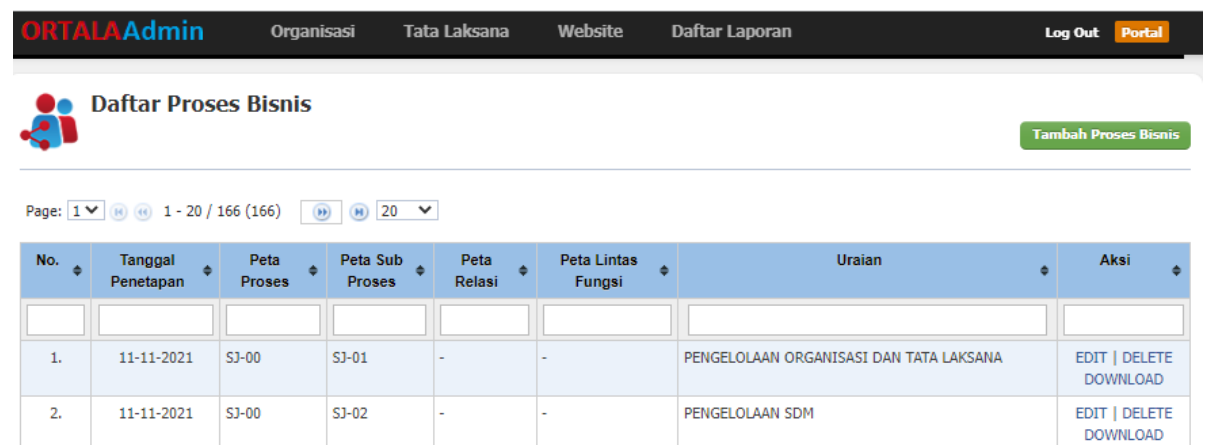 ORTALAAdmin Organisasi Tata Laksana Website Daftar Laporan Log Out Portal
Daftar Proses Bisnis
Tambah Proses Bisnis
Page: 1 1 - 20 / 166 (166) 20
No. Tanggal Penetapan Peta Proses Peta Sub Proses Peta Relasi Peta Lintas Fungsi Uraian Aksi
1. 11-11-2021 SJ-00 SJ-01 - - PENGELOLAAN ORGANISASI DAN TATA LAKSANA EDIT | DELETE
DOWNLOAD
2. 11-11-2021 SJ-00 SJ-02 - - PENGELOLAAN SDM EDIT | DELETE
DOWNLOAD